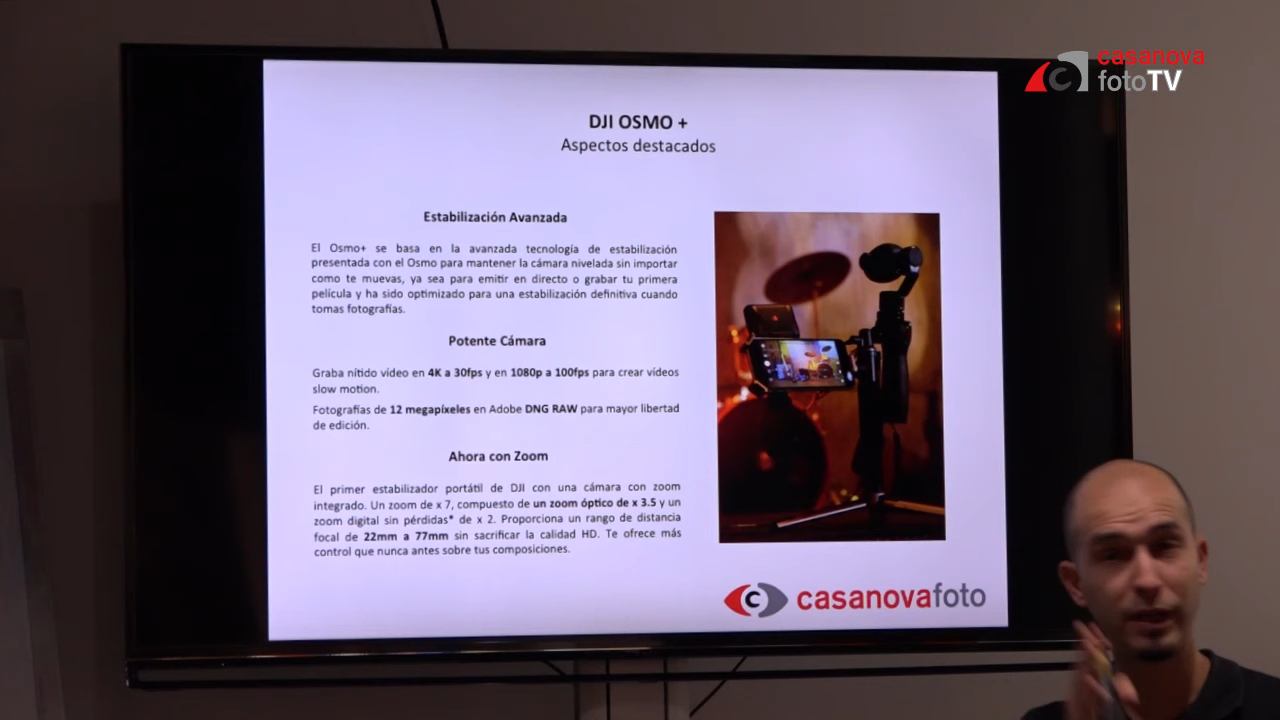 casanova
fotoTV
DJI OSMO +
Aspectos destacados
Estabilización Avanzada
El Osmo+ se basa en la avanzada tecnología de estabilización
presentada con el Osmo para mantener la cámara nivelada sin importar
como te muevas, ya sea para emitir en directo o grabar tu primera
película y ha sido optimizado para una estabilización definitiva cuando
tomas fotografías.
Potente Cámara
Graba nítido vídeo en 4K a 30fps y en 1080p a 100fps para crear vídeos
slow motion.
Fotografías de 12 megapíxeles en Adobe DNG RAW para mayor libertad
de edición.
Ahora con Zoom
El primer estabilizador portátil de DJI con una cámara con zoom
integrado. Un zoom de x 7, compuesto de un zoom óptico de x 3.5 y un
zoom digital sin pérdidas* de x 2. Proporciona un rango de distancia
focal de 22mm a 77mm sin sacrificar la calidad HD. Te ofrece más
control que nunca antes sobre tus composiciones.
casanovafoto